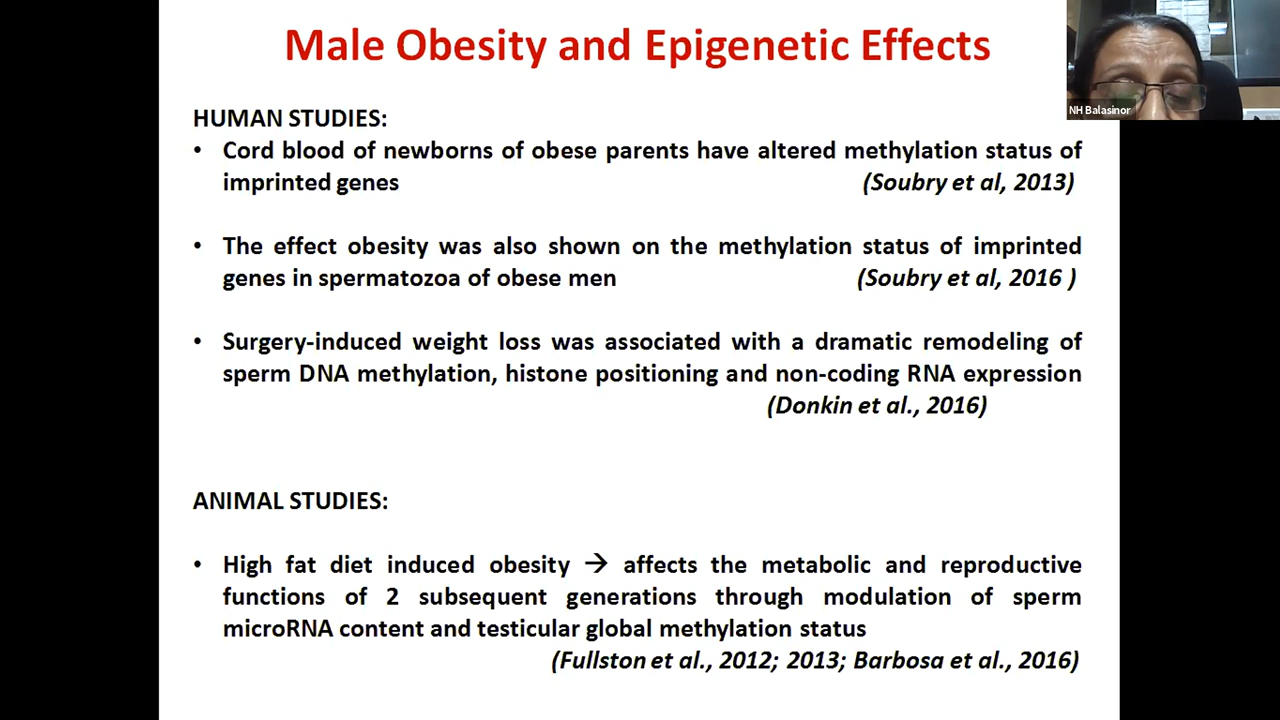 Male Obesity and Epigenetic Effects
NH Balasinor
HUMAN STUDIES:
• Cord blood of newborns of obese parents have altered methylation status of
imprinted genes (Soubry et al, 2013)
• The effect obesity was also shown on the methylation status of imprinted
genes in spermatozoa of obese men (Soubry et al, 2016 )
• Surgery-induced weight loss was associated with a dramatic remodeling of
sperm DNA methylation, histone positioning and non-coding RNA expression
(Donkin et al., 2016)
ANIMAL STUDIES:
• High fat diet induced obesity → affects the metabolic and reproductive
functions of 2 subsequent generations through modulation of sperm
microRNA content and testicular global methylation status
(Fullston et al., 2012; 2013; Barbosa et al., 2016)